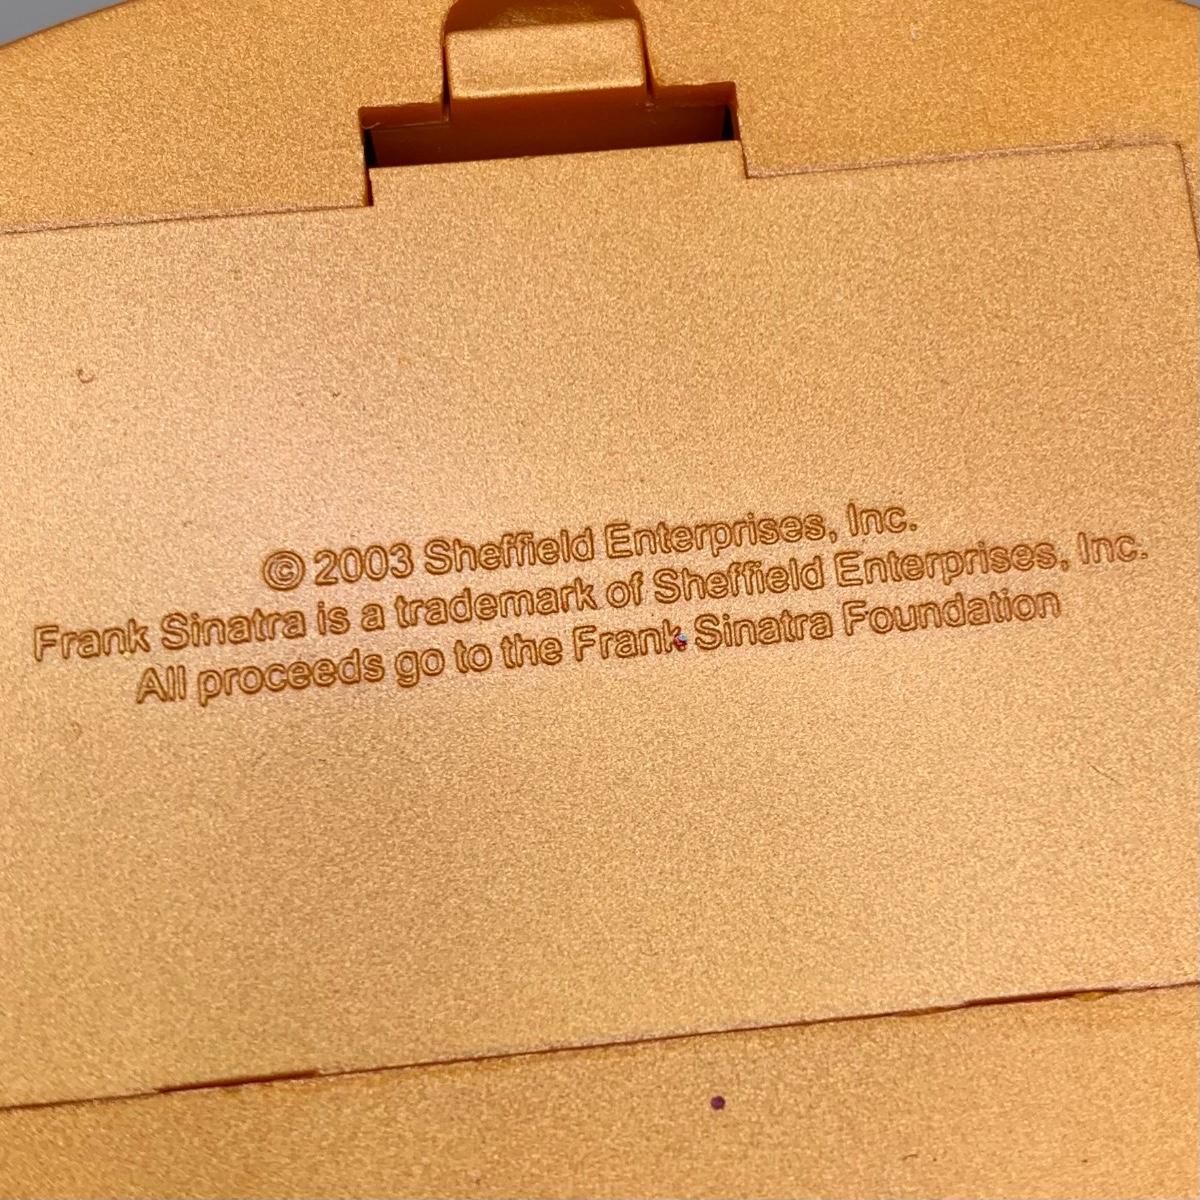 © 2003 Sheffield Enterprises, Inc.
Frank Sinatra is a trademark of Sheffield Enterprises, Inc.
All proceeds go to the Frank Sinatra Foundation